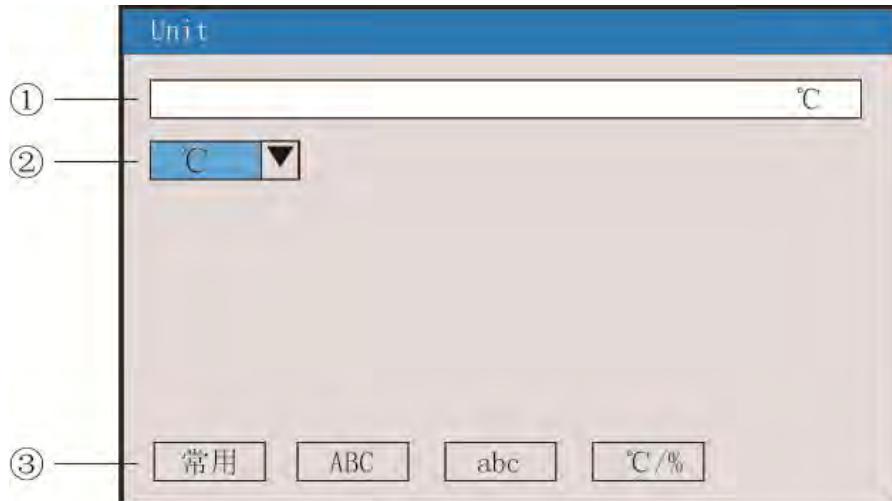 Unit
① ℃
② ℃ ▼
③ 常用 ABC abc ℃/%